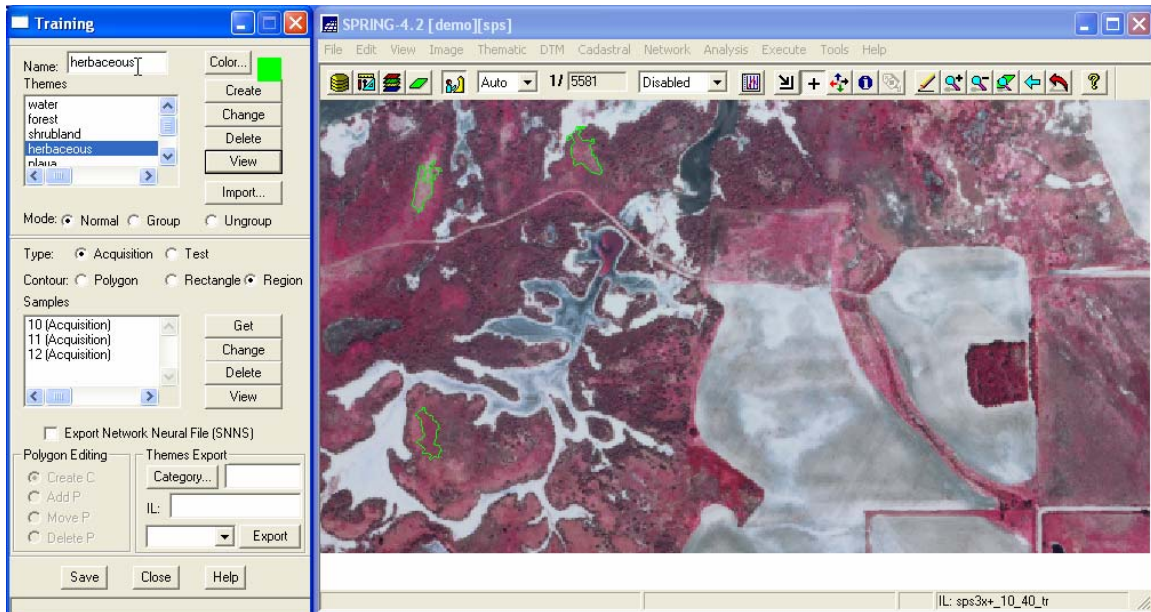 Training
Name: herbaceous
Color...
Themes
water
forest
shrubland
herbaceous
playa
Create
Change
Delete
View
Import...
Mode: Normal Group Ungroup
Type: Acquisition Test
Contour: Polygon Rectangle Region
Samples
10 (Acquisition)
11 (Acquisition)
12 (Acquisition)
Get
Change
Delete
View
Export Network Neural File (SNNS)
Polygon Editing
Create C
Add P
Move P
Delete P
Themes Export
Category...
IL:
Export
Save Close Help
SPRING-4.2 [demo][sps]
File Edit View Image Thematic DTM Cadastral Network Analysis Execute Tools Help
Auto 1/ 5581 Disabled
IL: sps3x+_10_40_tr